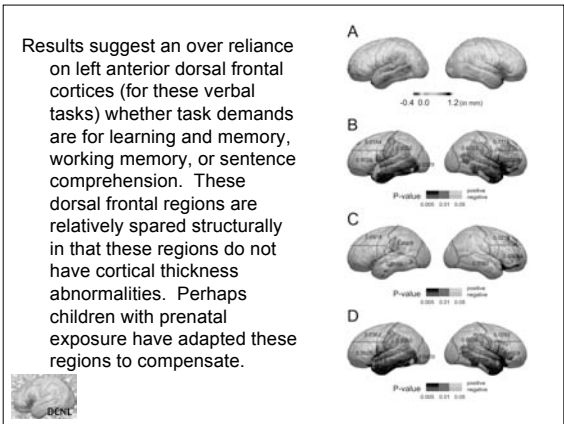 Results suggest an over reliance
on left anterior dorsal frontal
cortices (for these verbal
tasks) whether task demands
are for learning and memory,
working memory, or sentence
comprehension. These
dorsal frontal regions are
relatively spared structurally
in that these regions do not
have cortical thickness
abnormalities. Perhaps
children with prenatal
exposure have adapted these
regions to compensate.
DENL
A
-0.4 0.0 1.2 (in mm)
B
P-value
positive
negative
0.005 0.01 0.05
C
P-value
positive
negative
0.005 0.01 0.05
D
P-value
positive
negative
0.005 0.01 0.05